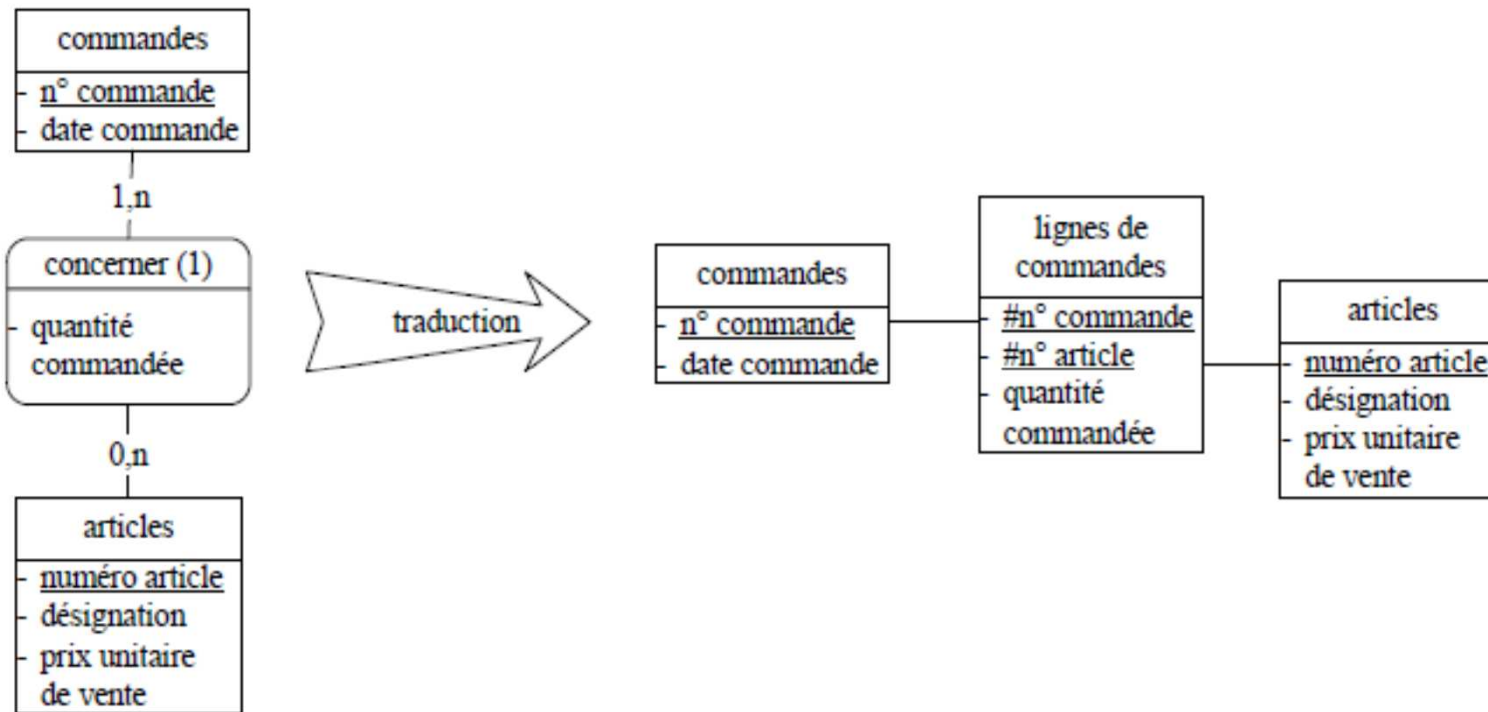 commandes
- n° commande
- date commande
1,n
concerner (1)
- quantité
commandée
0,n
articles
- numéro article
- désignation
- prix unitaire
de vente
traduction
commandes
- n° commande
- date commande
lignes de
commandes
- #n° commande
- #n° article
- quantité
commandée
articles
- numéro article
- désignation
- prix unitaire
de vente